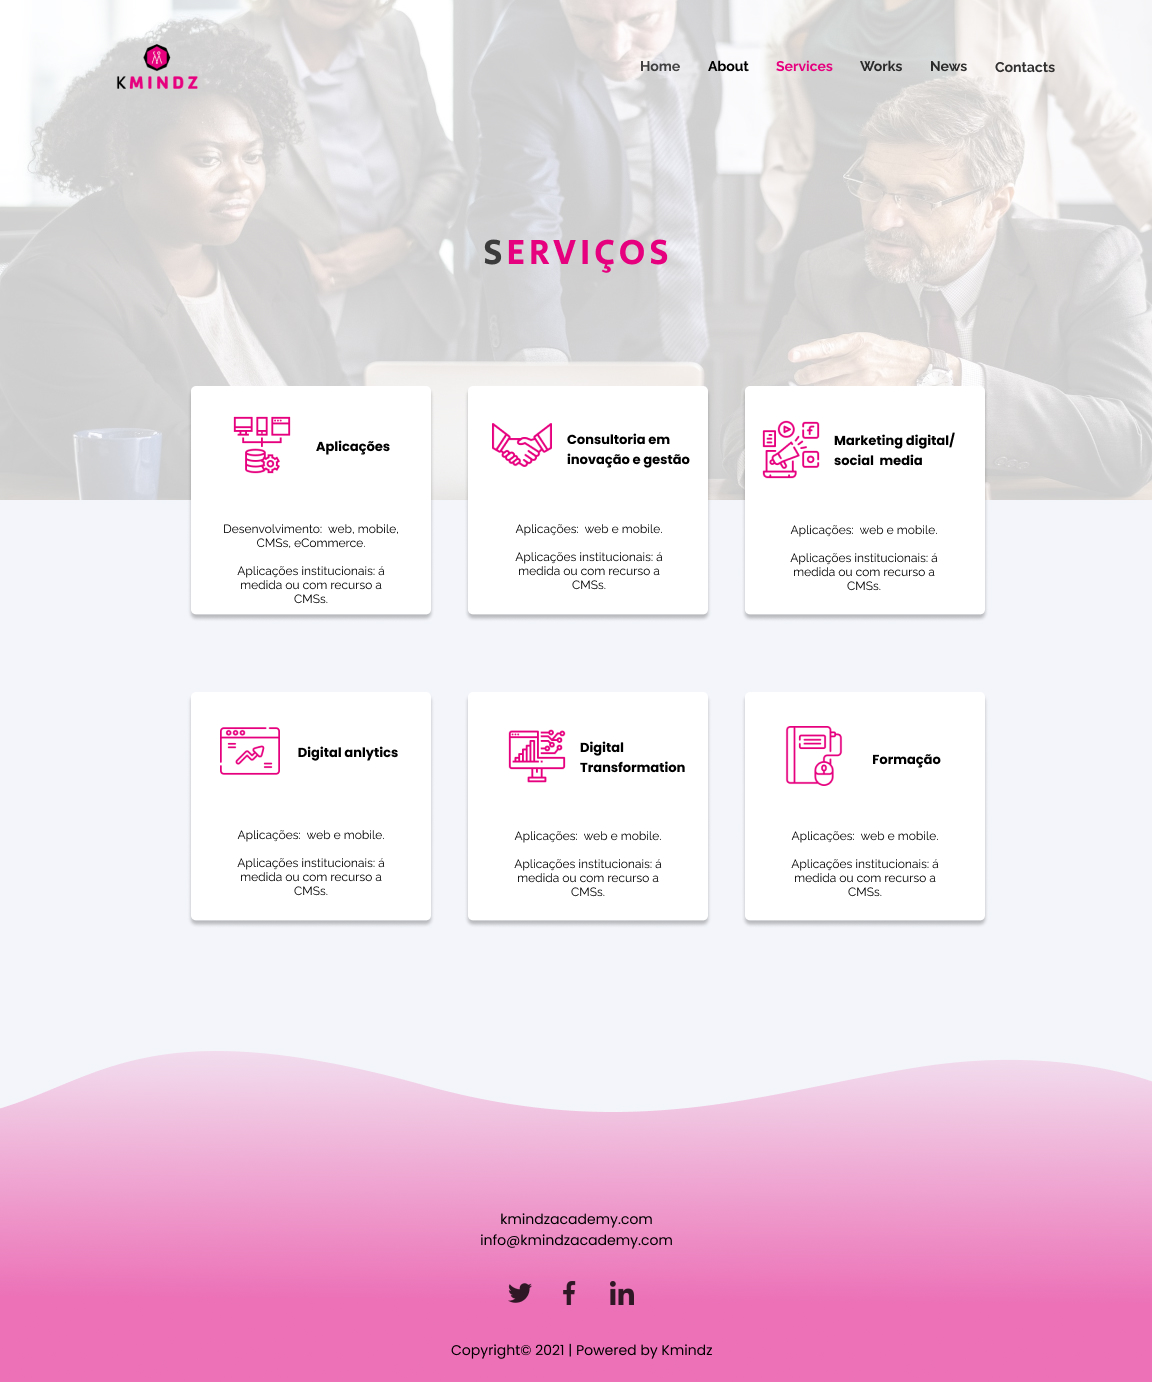 KMINDZ
Home About Services Works News Contacts
SERVIÇOS
Aplicações
Desenvolvimento: web, mobile,
CMSs, eCommerce.
Aplicações institucionais: á
medida ou com recurso a
CMSs.
Consultoria em
inovação e gestão
Aplicações: web e mobile.
Aplicações institucionais: á
medida ou com recurso a
CMSs.
Marketing digital/
social media
Aplicações: web e mobile.
Aplicações institucionais: á
medida ou com recurso a
CMSs.
Digital anlytics
Aplicações: web e mobile.
Aplicações institucionais: á
medida ou com recurso a
CMSs.
Digital
Transformation
Aplicações: web e mobile.
Aplicações institucionais: á
medida ou com recurso a
CMSs.
Formação
Aplicações: web e mobile.
Aplicações institucionais: á
medida ou com recurso a
CMSs.
kmindzacademy.com
info@kmindzacademy.com
Copyright© 2021 | Powered by Kmindz